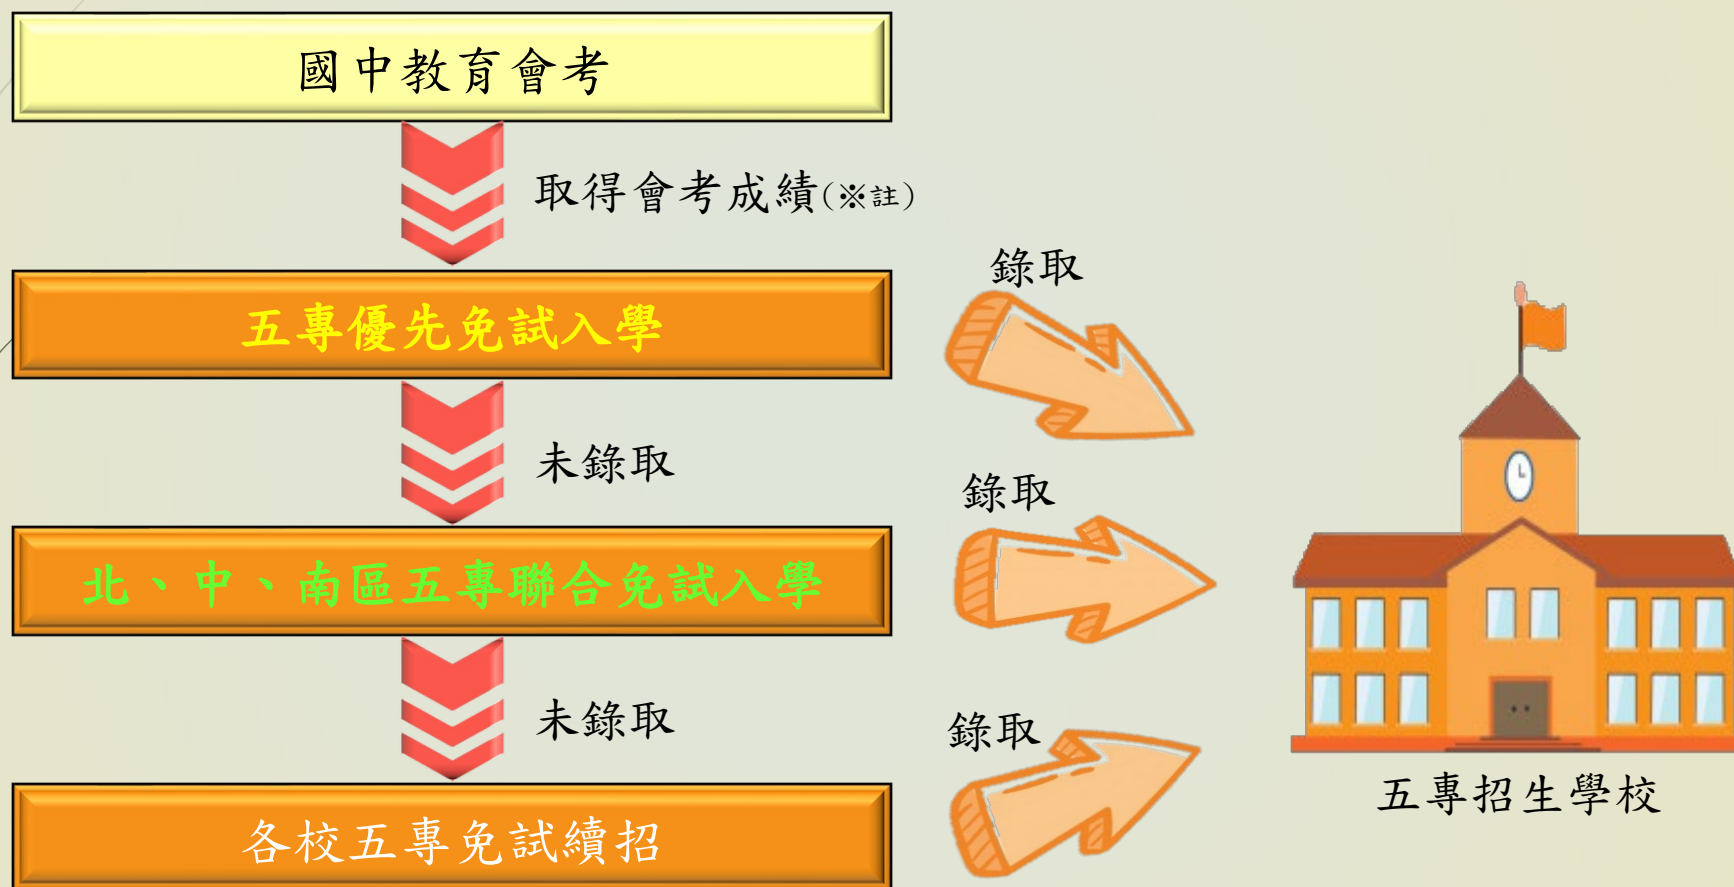 國中教育會考
取得會考成績(※註)
錄取
五專優先免試入學
未錄取
錄取
北、中、南區五專聯合免試入學
未錄取
錄取
五專招生學校
各校五專免試續招